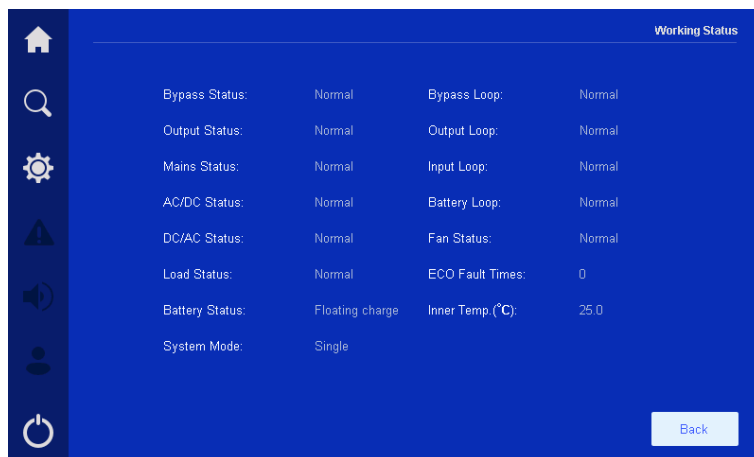 Working Status
Bypass Status: Normal Bypass Loop: Normal
Output Status: Normal Output Loop: Normal
Mains Status: Normal Input Loop: Normal
AC/DC Status: Normal Battery Loop: Normal
DC/AC Status: Normal Fan Status: Normal
Load Status: Normal ECO Fault Times: 0
Battery Status: Floating charge Inner Temp.(°C): 25.0
System Mode: Single
Back